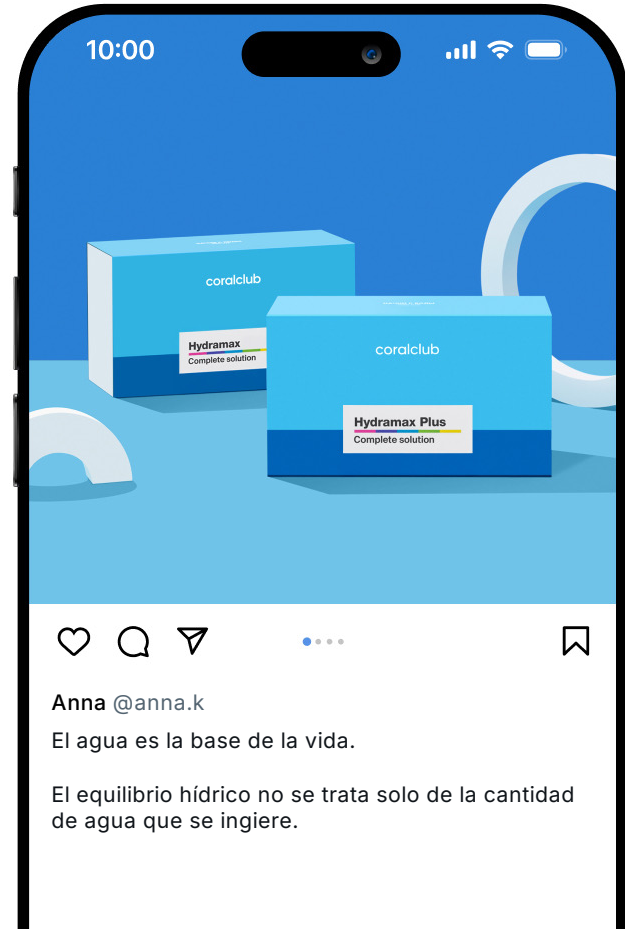 10:00
coralclub
Hydramax
Complete solution
coralclub
Hydramax Plus
Complete solution
Anna @anna.k
El agua es la base de la vida.
El equilibrio hídrico no se trata solo de la cantidad
de agua que se ingiere.